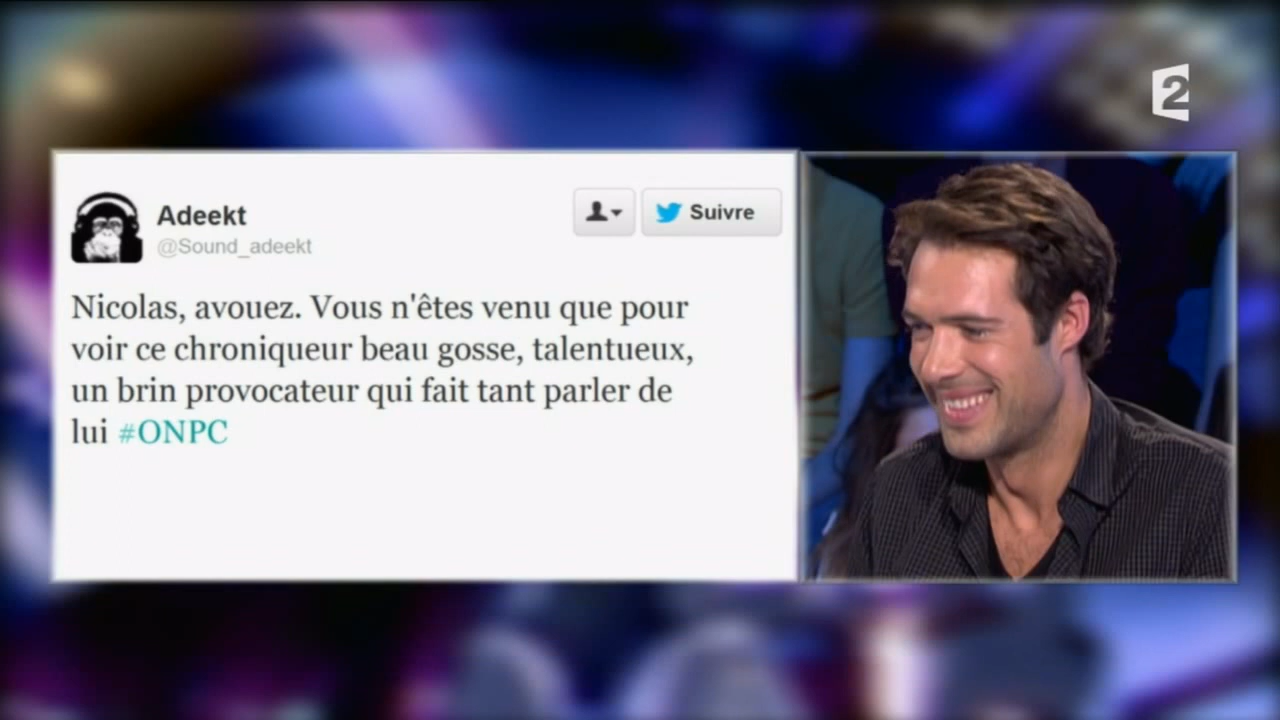 2
Adeekt
@Sound_adeekt
Suivre
Nicolas, avouez. Vous n'êtes venu que pour
voir ce chroniqueur beau gosse, talentueux,
un brin provocateur qui fait tant parler de
lui #ONPC